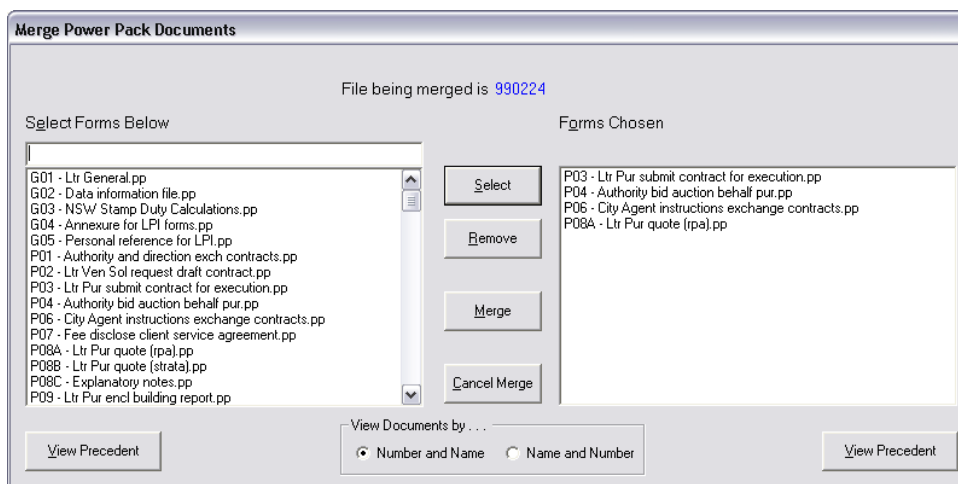 Merge Power Pack Documents
File being merged is 990224
Select Forms Below
Forms Chosen
G01 - Ltr General.pp
G02 - Data information file.pp
G03 - NSW Stamp Duty Calculations.pp
G04 - Annexure for LPI forms.pp
G05 - Personal reference for LPI.pp
P01 - Authority and direction exch contracts.pp
P02 - Ltr Ven Sol request draft contract.pp
P03 - Ltr Pur submit contract for execution.pp
P04 - Authority bid auction behalf pur.pp
P06 - City Agent instructions exchange contracts.pp
P07 - Fee disclose client service agreement.pp
P08A - Ltr Pur quote (rpa).pp
P08B - Ltr Pur quote (strata).pp
P08C - Explanatory notes.pp
P09 - Ltr Pur encl building report.pp
Select
Remove
Merge
Cancel Merge
P03 - Ltr Pur submit contract for execution.pp
P04 - Authority bid auction behalf pur.pp
P06 - City Agent instructions exchange contracts.pp
P08A - Ltr Pur quote (rpa).pp
View Precedent
View Documents by . . .
Number and Name
Name and Number
View Precedent